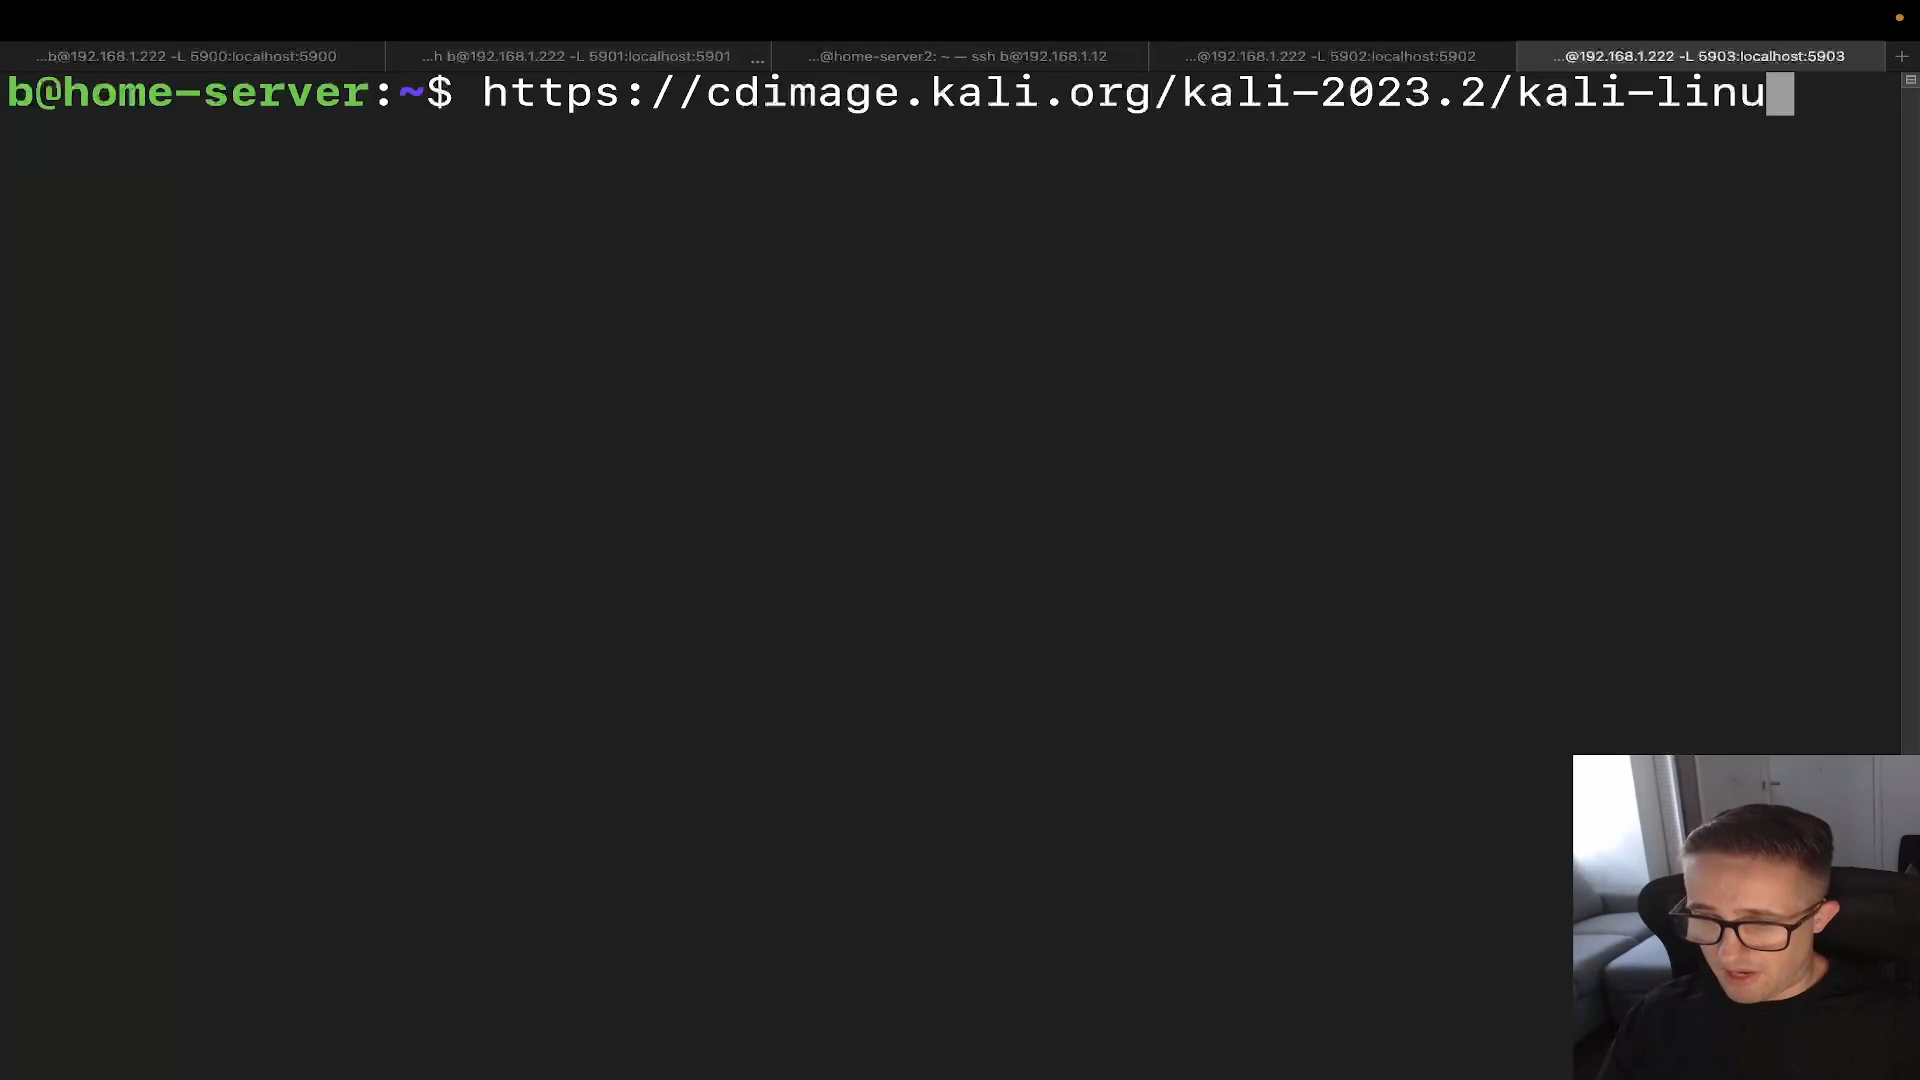 ...b@192.168.1.222 -L 5900:localhost:5900
...h b@192.168.1.222 -L 5901:localhost:5901 ...
...@home-server2: ~ — ssh b@192.168.1.12
...@192.168.1.222 -L 5902:localhost:5902
...@192.168.1.222 -L 5903:localhost:5903 +
b@home-server:~$ https://cdimage.kali.org/kali-2023.2/kali-linu